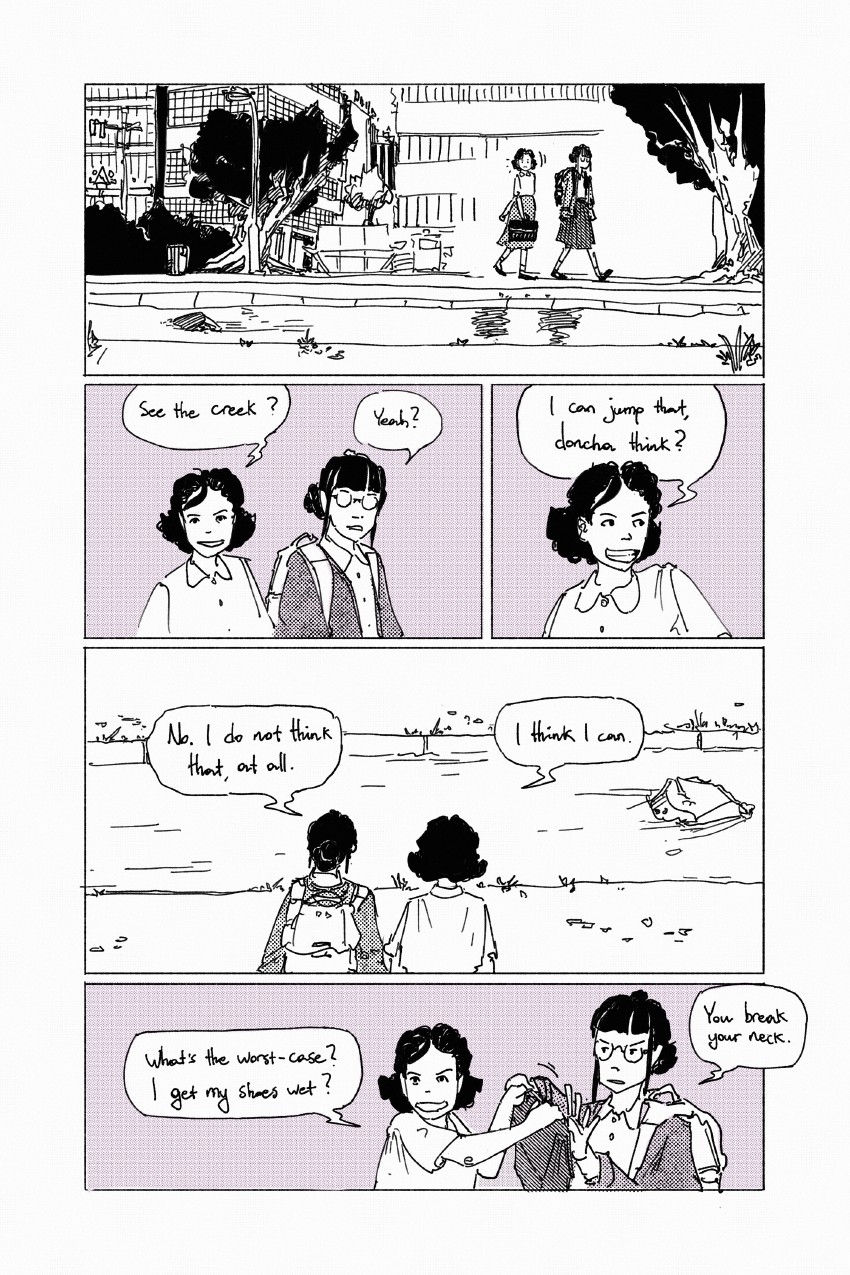 See the creek ?
Yeah?
I can jump that,
doncha think?
No. I do not think
that, at all.
I think I can.
What's the worst-case?
I get my shoes wet ?
You break
your neck.